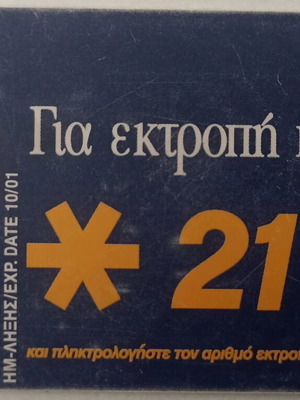 Για εκτροπή
* 21
και πληκτρολογήστε τον αριθμό
ΗΜ-ΛΗΞΗΣ/EXP. DATE 10/01